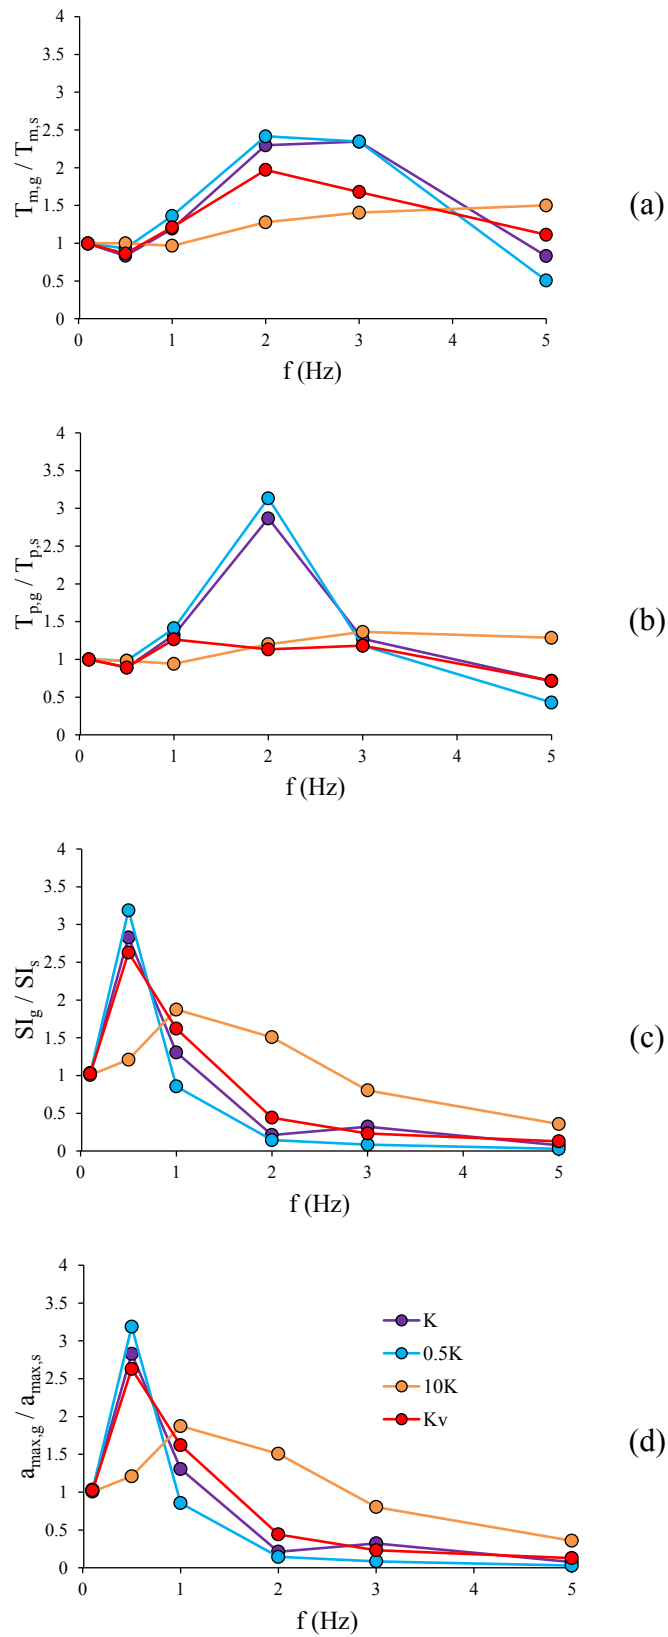 4
3.5
3
2.5
2
1.5
1
0.5
0
T_m,g / T_m,s
0 1 2 3 4 5
f (Hz)
(a)
4
3.5
3
2.5
2
1.5
1
0.5
0
T_p,g / T_p,s
0 1 2 3 4 5
f (Hz)
(b)
4
3.5
3
2.5
2
1.5
1
0.5
0
SI_g / SI_s
0 1 2 3 4 5
f (Hz)
(c)
4
3.5
3
2.5
2
1.5
1
0.5
0
a_max,g / a_max,s
0 1 2 3 4 5
f (Hz)
K
0.5K
10K
Kv
(d)